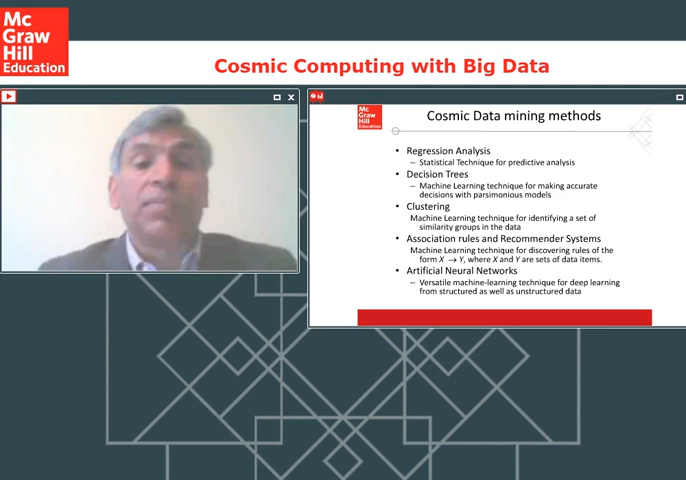 Mc
Graw
Hill
Education
Cosmic Computing with Big Data
Mc
Graw
Hill
Education
Cosmic Data mining methods
• Regression Analysis
– Statistical Technique for predictive analysis
• Decision Trees
– Machine Learning technique for making accurate
decisions with parsimonious models
• Clustering
Machine Learning technique for identifying a set of
similarity groups in the data
• Association rules and Recommender Systems
Machine Learning technique for discovering rules of the
form X → Y, where X and Y are sets of data items.
• Artificial Neural Networks
– Versatile machine-learning technique for deep learning
from structured as well as unstructured data